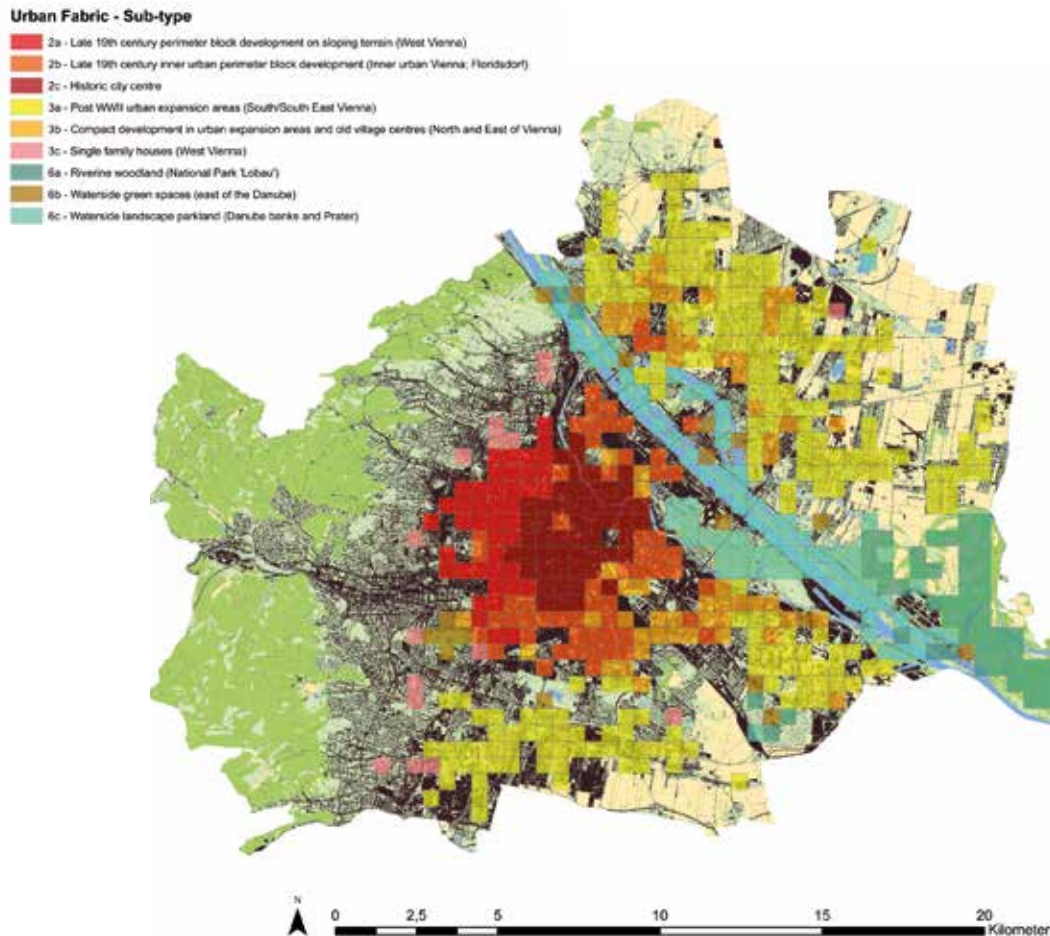 Urban Fabric - Sub-type
2a - Late 19th century perimeter block development on sloping terrain (West Vienna)
2b - Late 19th century inner urban perimeter block development (Inner urban Vienna; Floridsdorf)
2c - Historic city centre
3a - Post WWII urban expansion areas (South/South East Vienna)
3b - Compact development in urban expansion areas and old village centres (North and East of Vienna)
3c - Single family houses (West Vienna)
6a - Riverine woodland (National Park 'Lobau')
6b - Waterside green spaces (east of the Danube)
6c - Waterside landscape parkland (Danube banks and Prater)
N
0 2,5 5 10 15 20
Kilometer